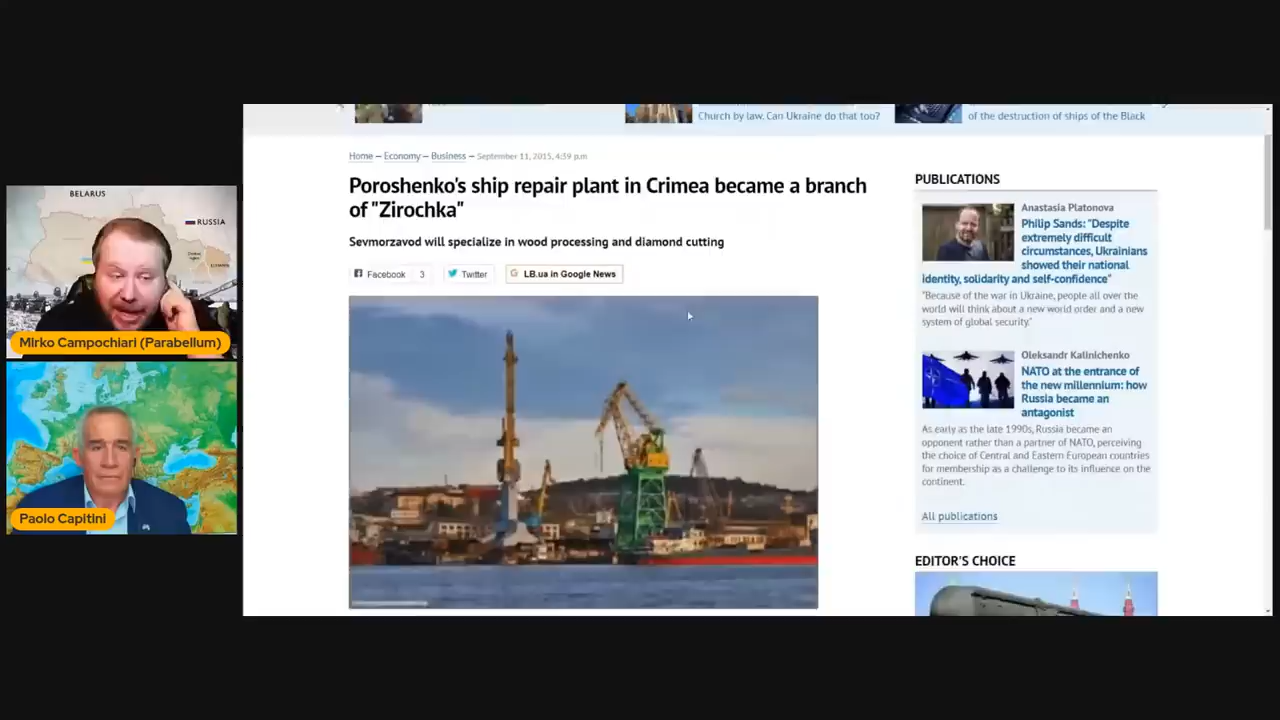 Church by law. Can Ukraine do that too?
of the destruction of ships of the Black
Home — Economy — Business — September 11, 2015, 4:39 p.m
Poroshenko's ship repair plant in Crimea became a branch
of "Zirochka"
Sevmorzavod will specialize in wood processing and diamond cutting
Facebook 3 Twitter LB.ua in Google News
PUBLICATIONS
Anastasia Platonova
Philip Sands: "Despite
extremely difficult
circumstances, Ukrainians
showed their national
identity, solidarity and self-confidence"
"Because of the war in Ukraine, people all over the
world will think about a new world order and a new
system of global security."
Oleksandr Kalinichenko
NATO at the entrance of
the new millennium: how
Russia became an
antagonist
As early as the late 1990s, Russia became an
opponent rather than a partner of NATO, perceiving
the choice of Central and Eastern European countries
for membership as a challenge to its influence on the
continent.
All publications
EDITOR'S CHOICE
BELARUS
RUSSIA
Mirko Campochiari (Parabellum)
Paolo Capitini